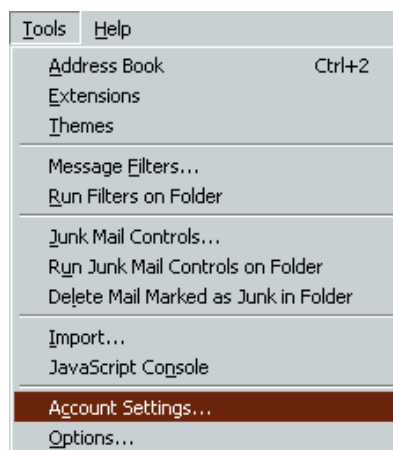 Tools Help
Address Book Ctrl+2
Extensions
Themes
Message Filters...
Run Filters on Folder
Junk Mail Controls...
Run Junk Mail Controls on Folder
Delete Mail Marked as Junk in Folder
Import...
JavaScript Console
Account Settings...
Options...